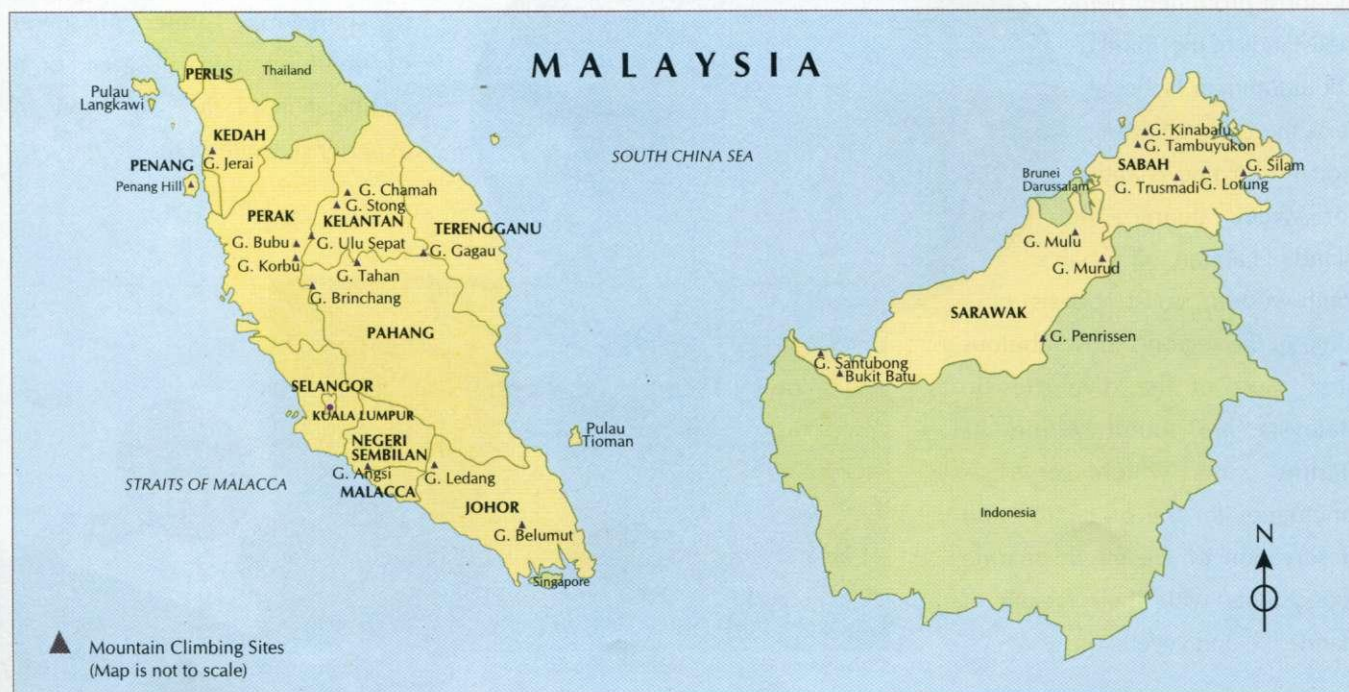 MALAYSIA
Thailand
PERLIS
Pulau
Langkawi
KEDAH
G. Jerai
PENANG
Penang Hill
PERAK
G. Chamah
G. Stong
KELANTAN
TERENGGANU
G. Bubu
G. Ulu Sepat
G. Gagau
G. Korbu
G. Tahan
G. Brinchang
PAHANG
SELANGOR
KUALA LUMPUR
NEGERI
SEMBILAN
G. Angsi
MALACCA
G. Ledang
JOHOR
G. Belumut
Singapore
Pulau
Tioman
STRAITS OF MALACCA
SOUTH CHINA SEA
G. Kinabalu
G. Tambuyukon
SABAH
G. Silam
G. Trusmadi
G. Lotung
Brunei
Darussalam
G. Mulu
G. Murud
SARAWAK
G. Penrissen
G. Santubong
Bukit Batu
Indonesia
N
Mountain Climbing Sites
(Map is not to scale)